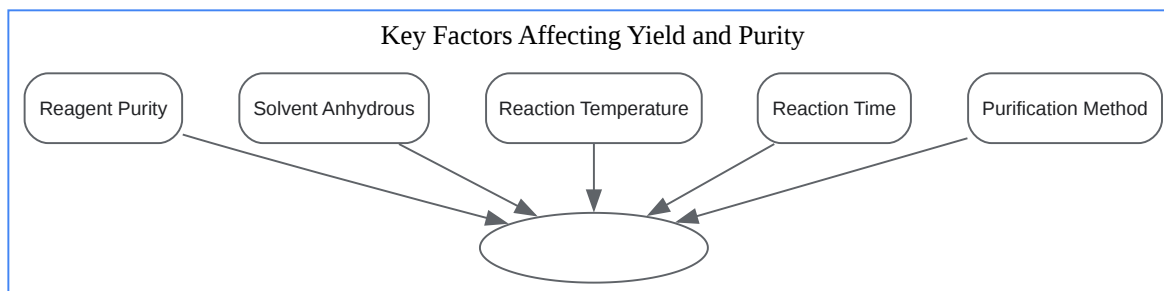 Key Factors Affecting Yield and Purity
Reagent Purity
Solvent Anhydrous
Reaction Temperature
Reaction Time
Purification Method